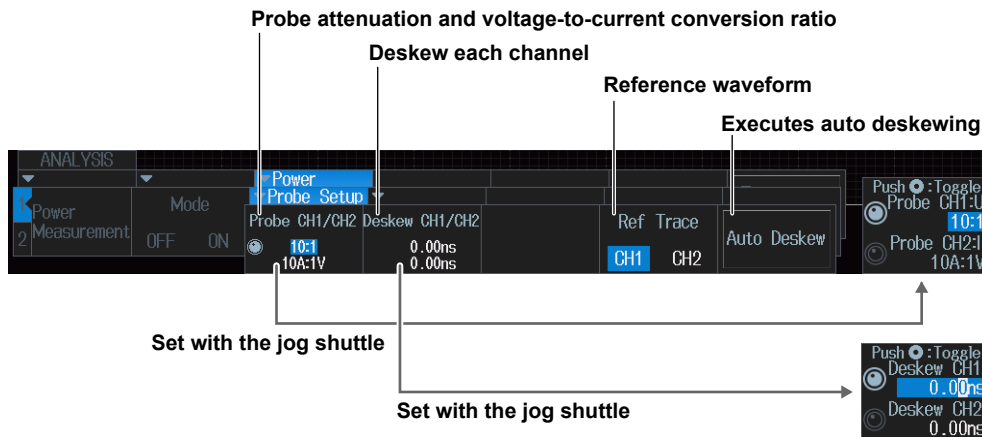 Probe attenuation and voltage-to-current conversion ratio
Deskew each channel
Reference waveform
Executes auto deskewing
ANALYSIS
Power
Probe Setup
1
2
Power
Measurement
Mode
OFF ON
Probe CH1/CH2
10:1
10A:1V
Deskew CH1/CH2
0.00ns
0.00ns
Ref Trace
CH1 CH2
Auto Deskew
Push :Toggle
Probe CH1:U
10:1
Probe CH2:I
10A:1V
Set with the jog shuttle
Set with the jog shuttle
Push :Toggle
Deskew CH1
0.00ns
Deskew CH2
0.00ns